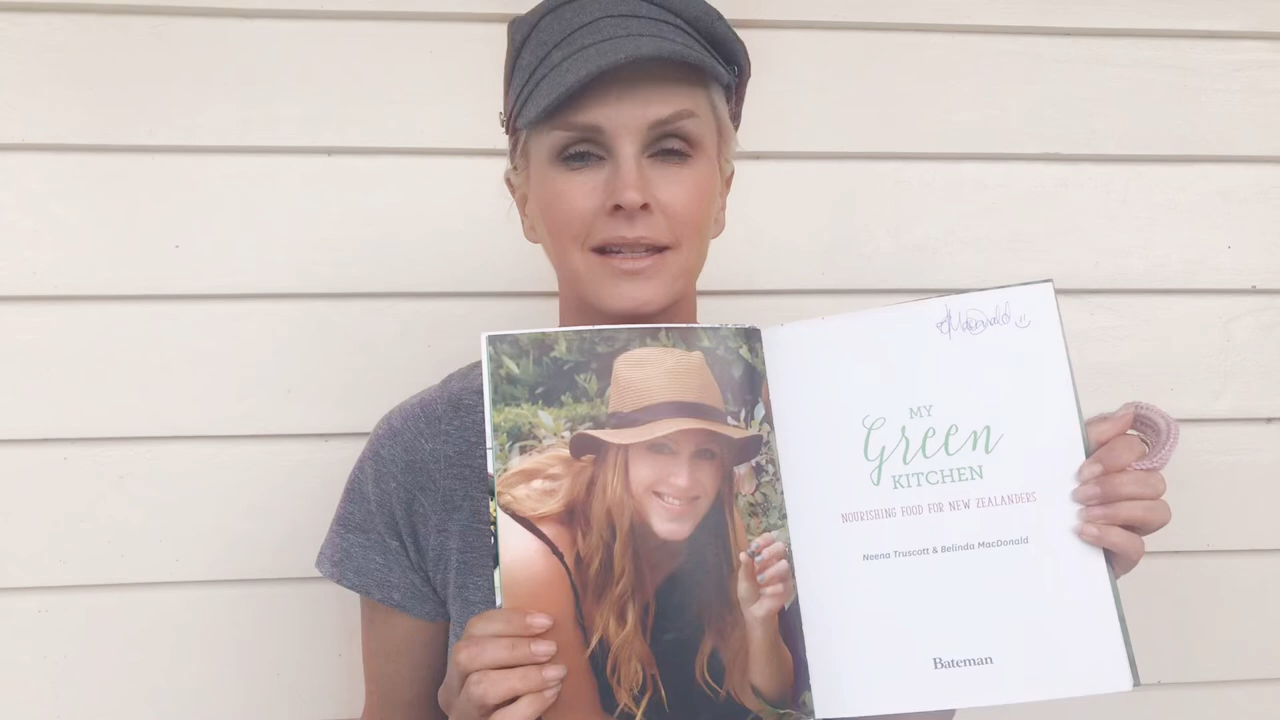 MY
Green
KITCHEN
NOURISHING FOOD FOR NEW ZEALANDERS
Neena Truscott & Belinda MacDonald
Bateman